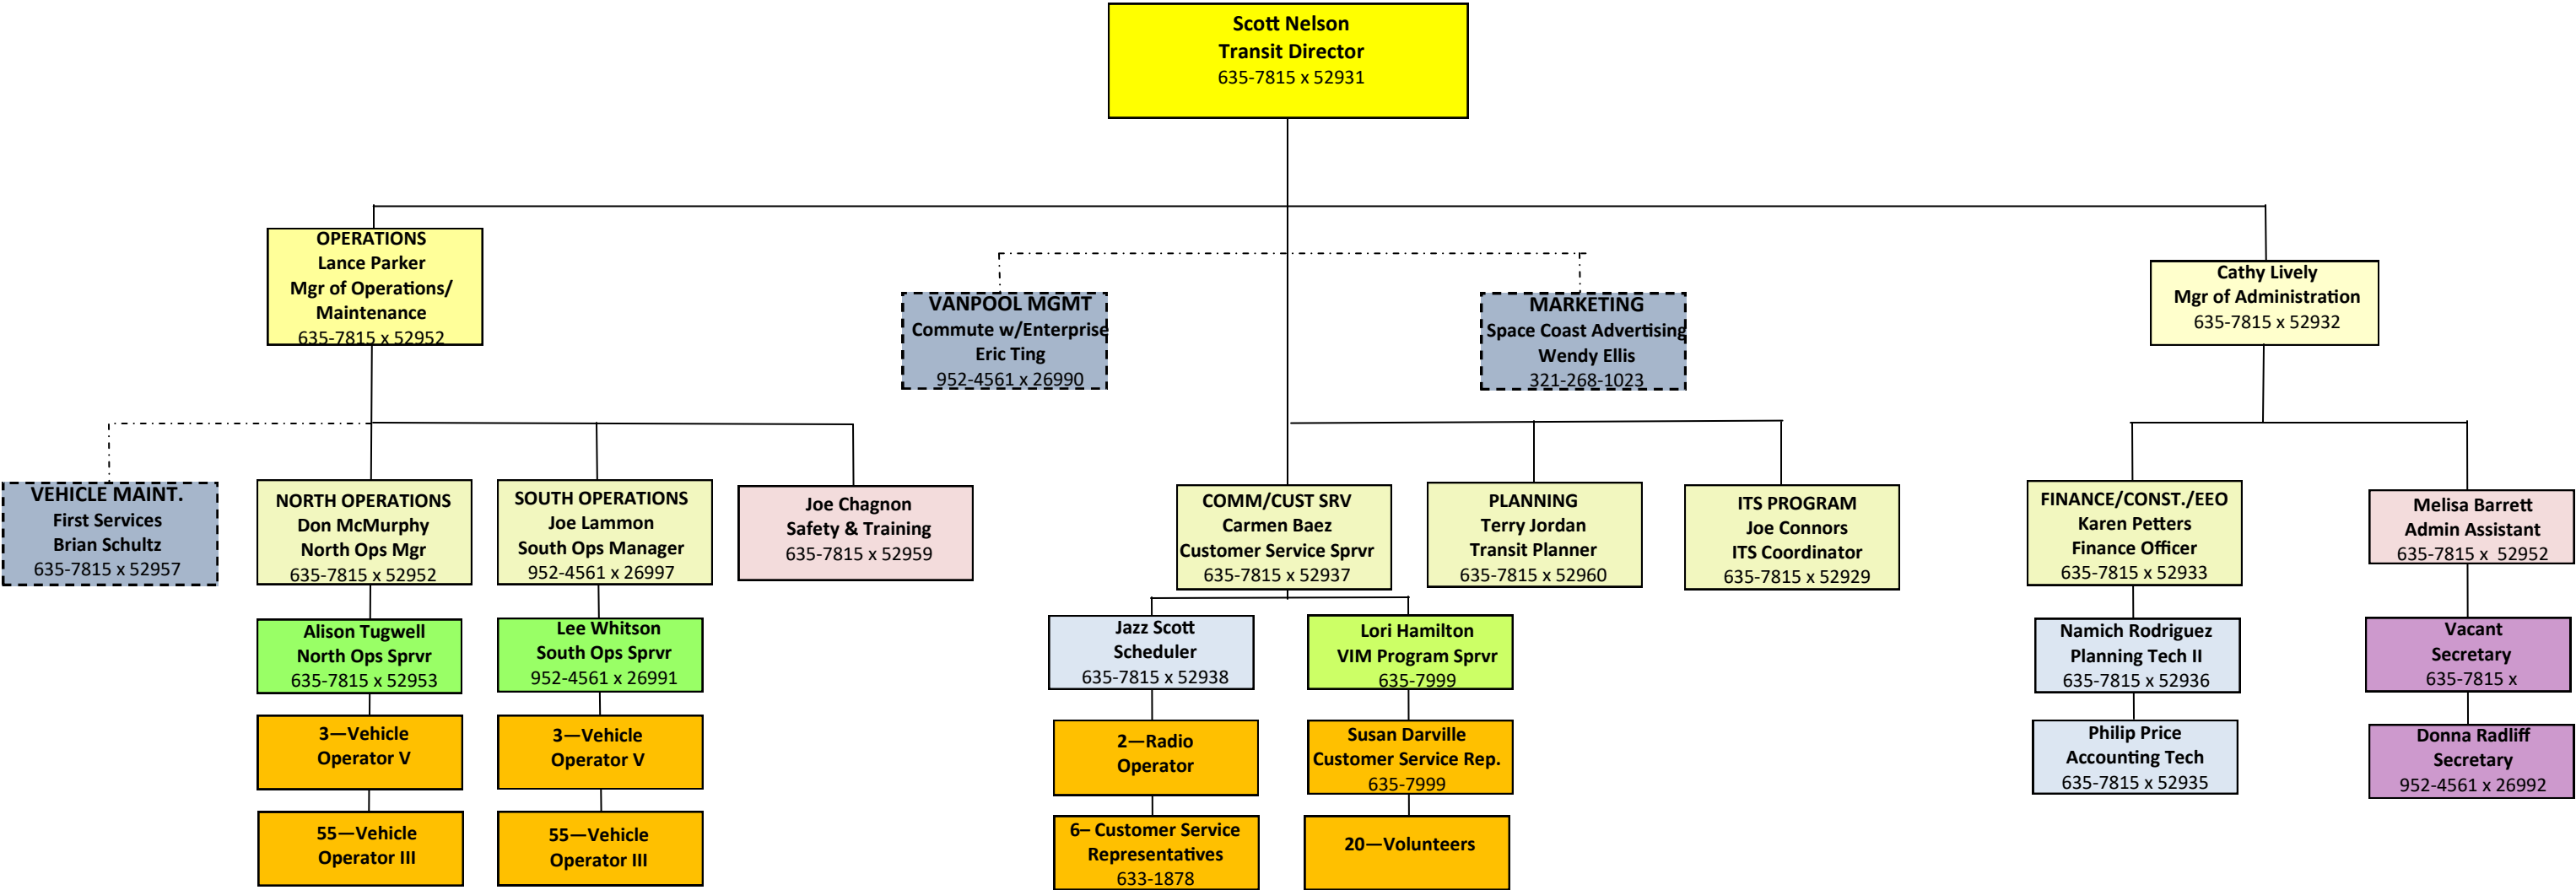 Scott Nelson
Transit Director
635-7815 x 52931
OPERATIONS
Lance Parker
Mgr of Operations/
Maintenance
635-7815 x 52952
VANPOOL MGMT
Commute w/Enterprise
Eric Ting
952-4561 x 26990
MARKETING
Space Coast Advertising
Wendy Ellis
321-268-1023
Cathy Lively
Mgr of Administration
635-7815 x 52932
VEHICLE MAINT.
First Services
Brian Schultz
635-7815 x 52957
NORTH OPERATIONS
Don McMurphy
North Ops Mgr
635-7815 x 52952
SOUTH OPERATIONS
Joe Lammon
South Ops Manager
952-4561 x 26997
Joe Chagnon
Safety & Training
635-7815 x 52959
COMM/CUST SRV
Carmen Baez
Customer Service Sprvr
635-7815 x 52937
PLANNING
Terry Jordan
Transit Planner
635-7815 x 52960
ITS PROGRAM
Joe Connors
ITS Coordinator
635-7815 x 52929
FINANCE/CONST./EEO
Karen Petters
Finance Officer
635-7815 x 52933
Melisa Barrett
Admin Assistant
635-7815 x 52952
Alison Tugwell
North Ops Sprvr
635-7815 x 52953
Lee Whitson
South Ops Sprvr
952-4561 x 26991
Jazz Scott
Scheduler
635-7815 x 52938
Lori Hamilton
VIM Program Sprvr
635-7999
Namich Rodriguez
Planning Tech II
635-7815 x 52936
Vacant
Secretary
635-7815 x
3—Vehicle
Operator V
3—Vehicle
Operator V
2—Radio
Operator
Susan Darville
Customer Service Rep.
635-7999
Philip Price
Accounting Tech
635-7815 x 52935
Donna Radliff
Secretary
952-4561 x 26992
55—Vehicle
Operator III
55—Vehicle
Operator III
6– Customer Service
Representatives
633-1878
20—Volunteers